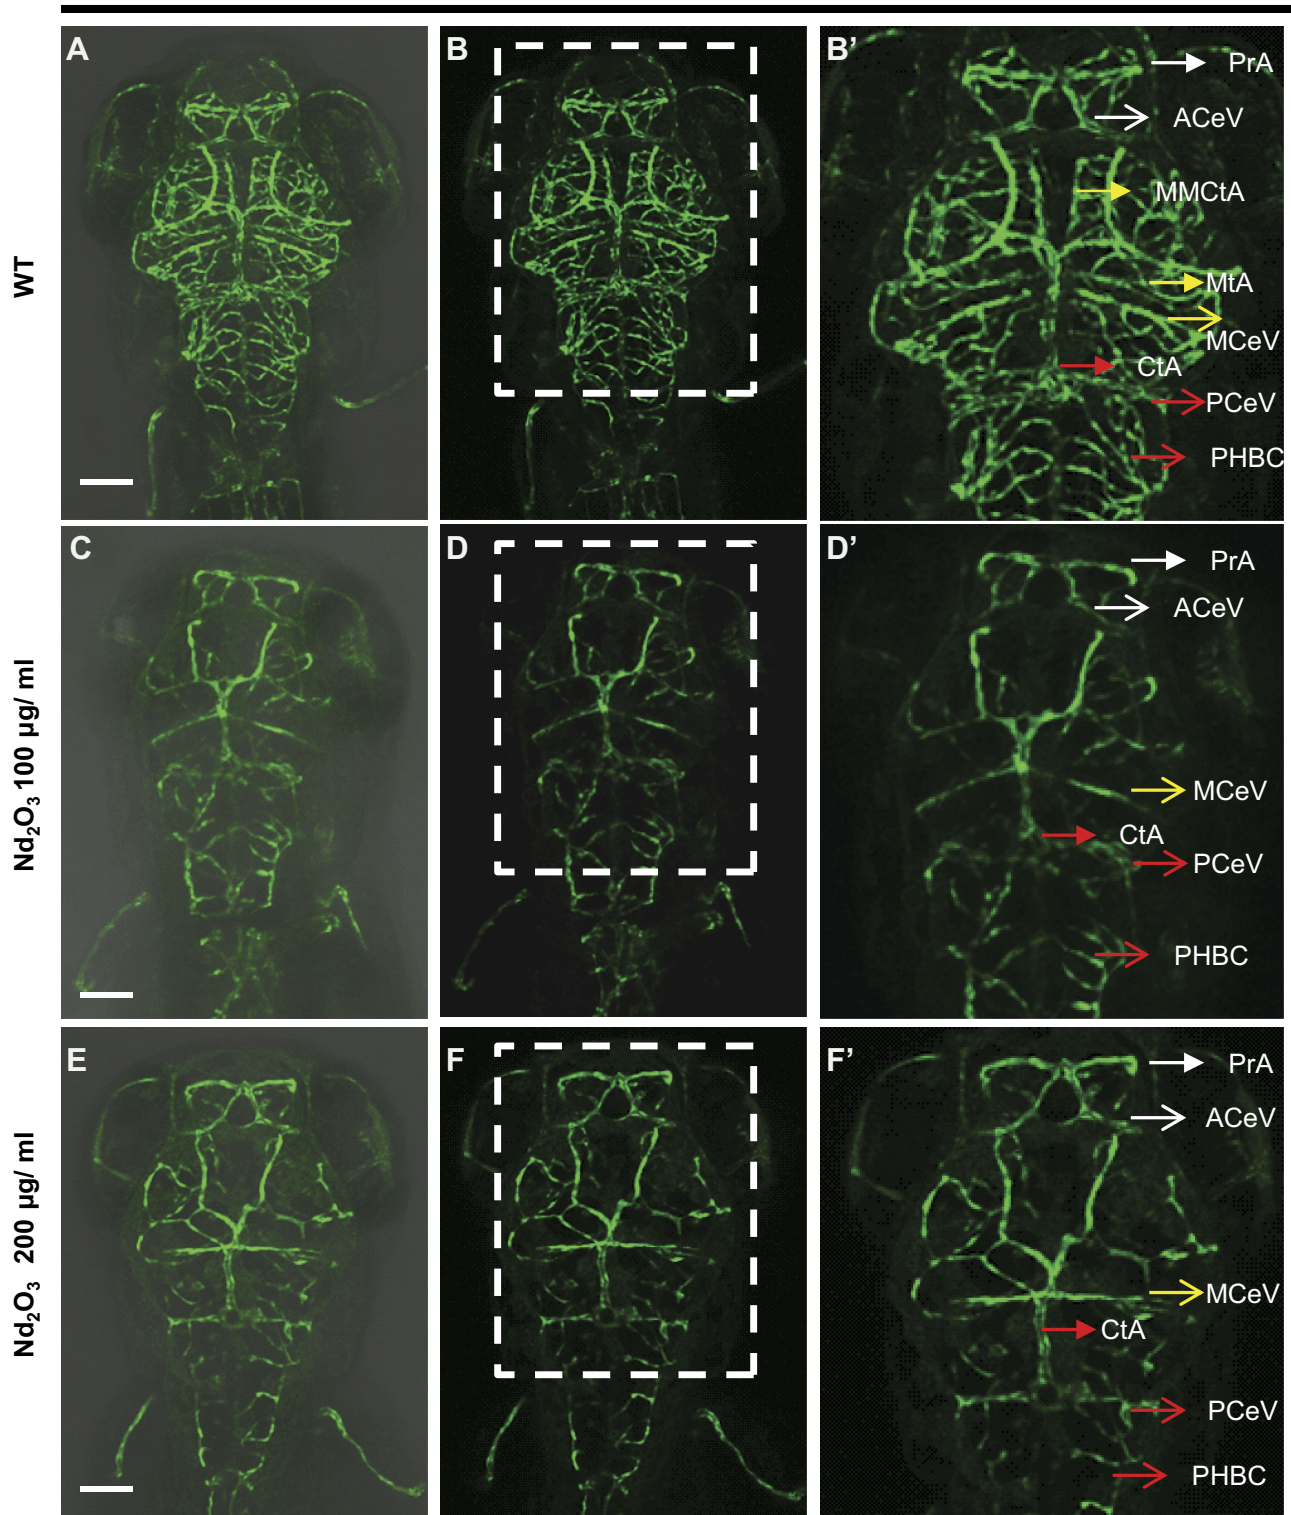 A
B
B’
PrA
ACeV
MMCtA
MtA
MCeV
CtA
PCeV
PHBC
WT
C
D
D’
PrA
ACeV
MCeV
CtA
PCeV
PHBC
Nd₂O₃ 100 µg/ ml
E
F
F’
PrA
ACeV
MCeV
CtA
PCeV
PHBC
Nd₂O₃ 200 µg/ ml